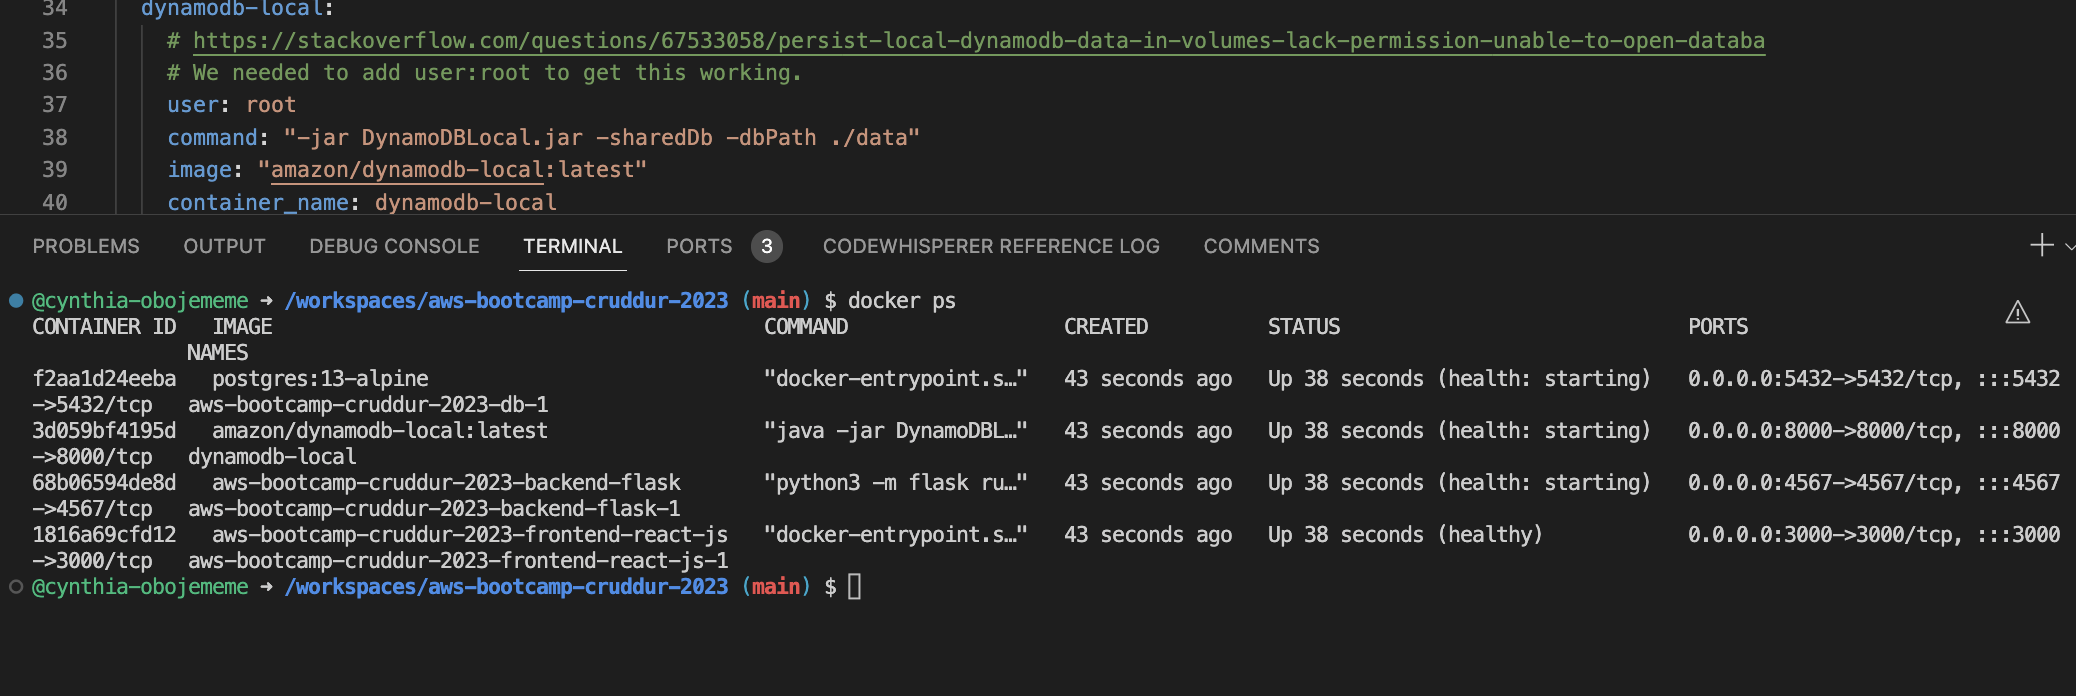 34 dynamodb-local:
35 # https://stackoverflow.com/questions/67533058/persist-local-dynamodb-data-in-volumes-lack-permission-unable-to-open-databa
36 # We needed to add user:root to get this working.
37 user: root
38 command: "-jar DynamoDBLocal.jar -sharedDb -dbPath ./data"
39 image: "amazon/dynamodb-local:latest"
40 container_name: dynamodb-local
PROBLEMS OUTPUT DEBUG CONSOLE TERMINAL PORTS 3 CODEWHISPERER REFERENCE LOG COMMENTS
@cynthia-obojememe ➜ /workspaces/aws-bootcamp-cruddur-2023 (main) $ docker ps
CONTAINER ID IMAGE COMMAND CREATED STATUS PORTS
NAMES
f2aa1d24eeba postgres:13-alpine "docker-entrypoint.s…" 43 seconds ago Up 38 seconds (health: starting) 0.0.0.0:5432->5432/tcp, :::5432
->5432/tcp aws-bootcamp-cruddur-2023-db-1
3d059bf4195d amazon/dynamodb-local:latest "java -jar DynamoDBL…" 43 seconds ago Up 38 seconds (health: starting) 0.0.0.0:8000->8000/tcp, :::8000
->8000/tcp dynamodb-local
68b06594de8d aws-bootcamp-cruddur-2023-backend-flask "python3 -m flask ru…" 43 seconds ago Up 38 seconds (health: starting) 0.0.0.0:4567->4567/tcp, :::4567
->4567/tcp aws-bootcamp-cruddur-2023-backend-flask-1
1816a69cfd12 aws-bootcamp-cruddur-2023-frontend-react-js "docker-entrypoint.s…" 43 seconds ago Up 38 seconds (healthy) 0.0.0.0:3000->3000/tcp, :::3000
->3000/tcp aws-bootcamp-cruddur-2023-frontend-react-js-1
@cynthia-obojememe ➜ /workspaces/aws-bootcamp-cruddur-2023 (main) $